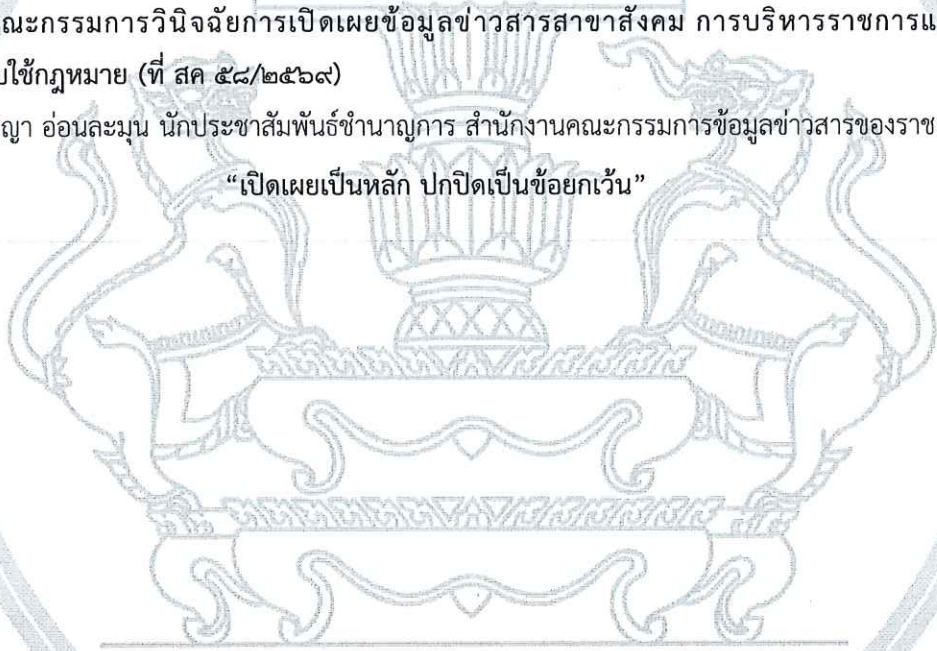 ณะกรรมการวินิจฉัยการเปิดเผยข้อมูลข่าวสารสาขาสังคม การบริหารราชการแ
บใช้กฎหมาย (ที่ สค ๕๘/๒๕๖๙)
ญา อ่อนละมุน นักประชาสัมพันธ์ชำนาญการ สำนักงานคณะกรรมการข้อมูลข่าวสารของราช
“เปิดเผยเป็นหลัก ปกปิดเป็นข้อยกเว้น”